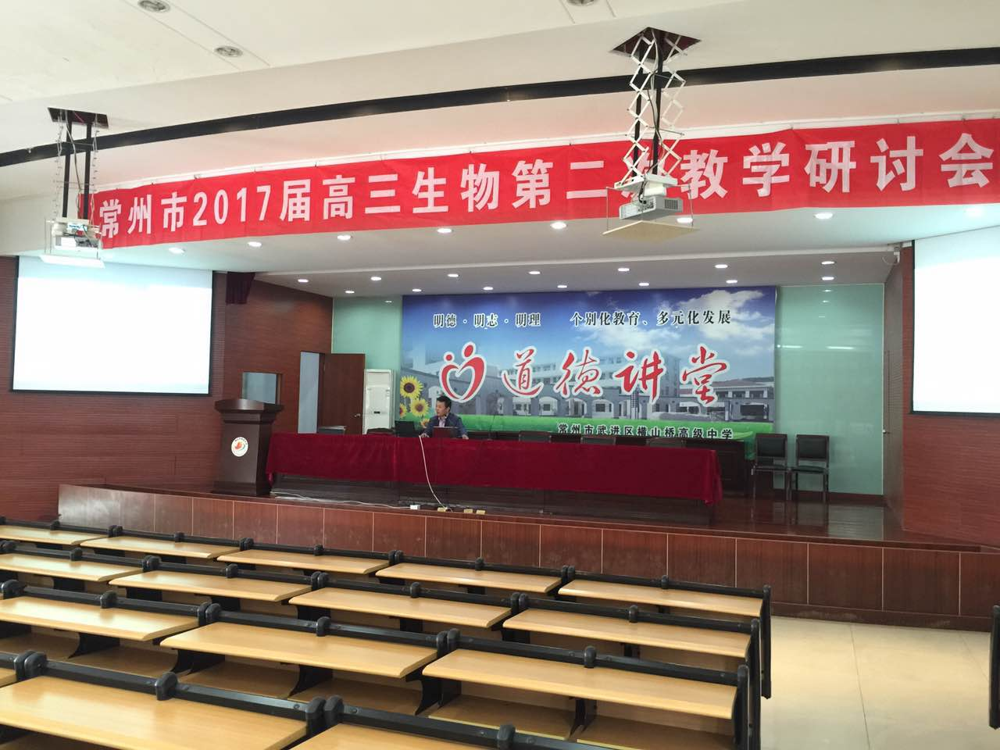 常州市2017届高三生物第二次教学研讨会
明德·明志·明理 个别化教育、多元化发展
道德讲堂
常州市武进区横山桥高级中学